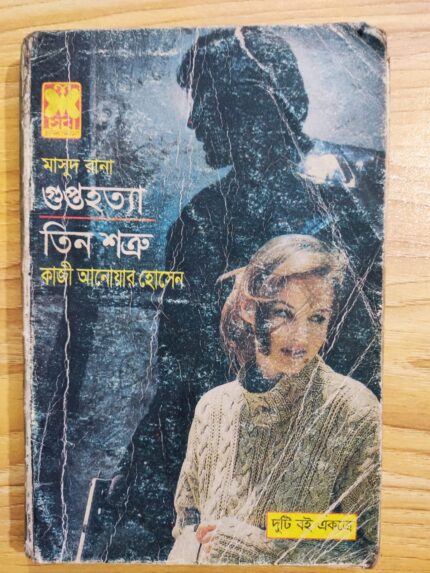 মাসুদ রানা
গুপ্তহত্যা
তিন শত্রু
কাজী আনোয়ার হোসেন
দুটি বই একত্রে